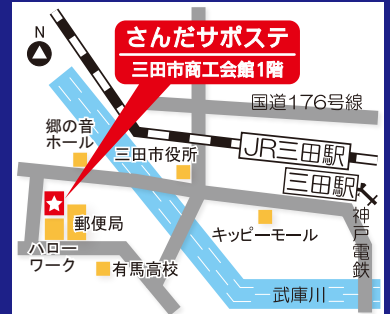 さんだサポステ
三田市商工会館1階
N
国道176号線
郷の音
ホール
三田市役所
JR三田駅
三田駅
神戸電鉄
郵便局
キッピーモール
ハロー
ワーク
有馬高校
武庫川